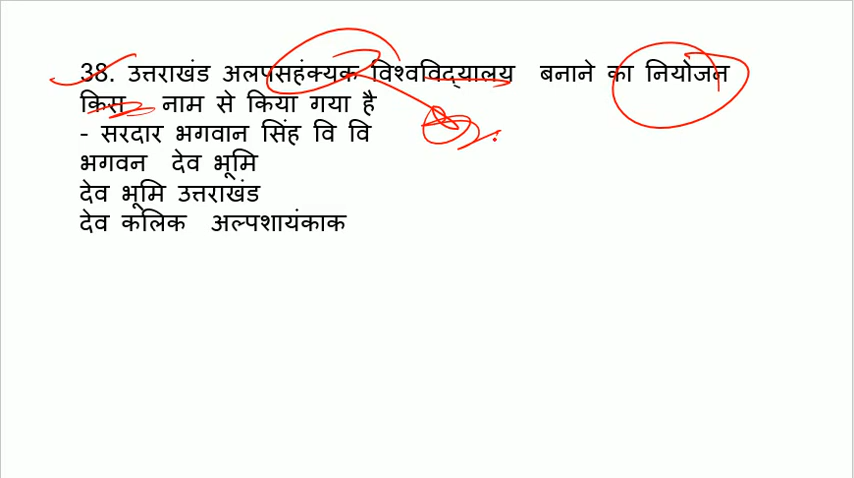 38. उत्तराखंड अलपसहंक्यक विश्वविद्यालय बनाने का नियोजन
किस नाम से किया गया है
- सरदार भगवान सिंह वि वि
भगवन देव भूमि
देव भूमि उत्तराखंड
देव कलिक अल्पशायंकाक